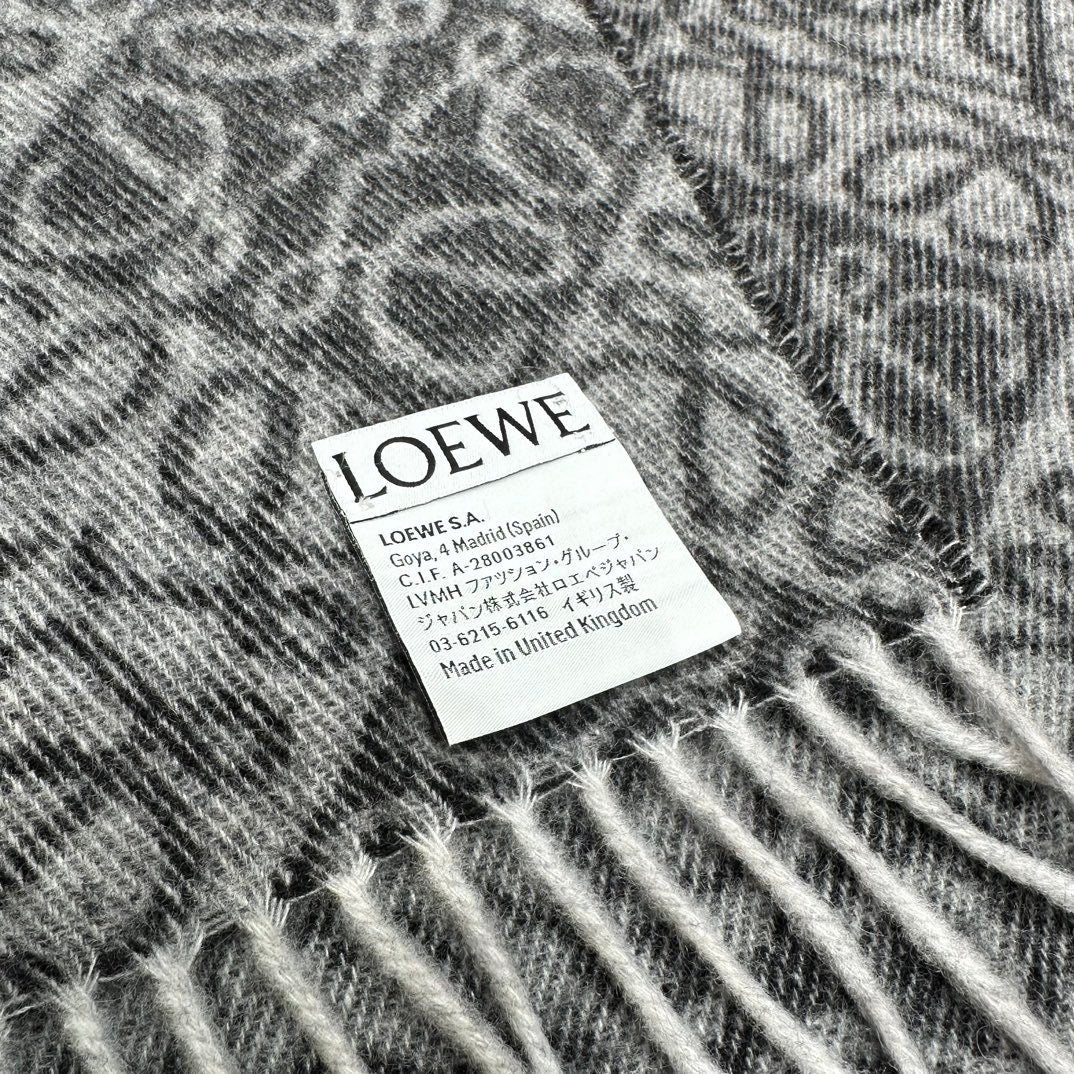 LOEWE
LOEWE S.A.
Goya, 4 Madrid (Spain)
C.I.F. A-28003861
LVMH ファッション・グループ・
ジャパン株式会社ロエベジャパン
03-6215-6116 イギリス製
Made in United Kingdom